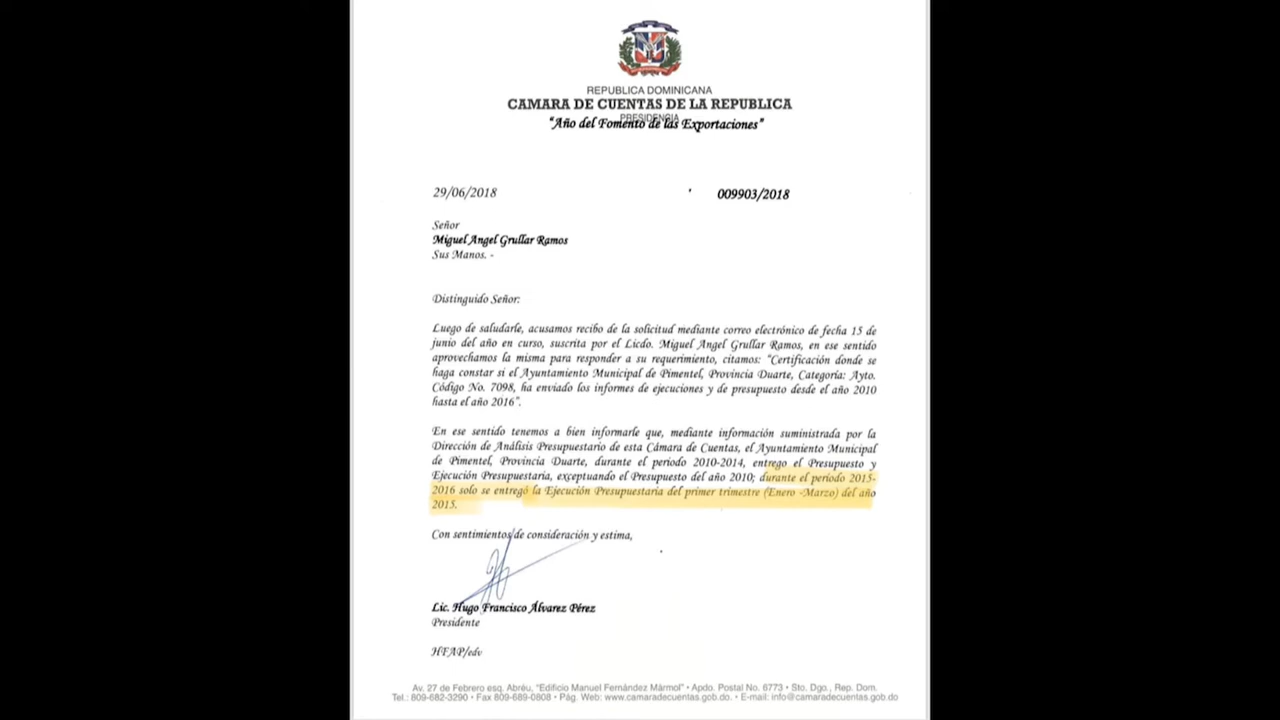 REPUBLICA DOMINICANA
CAMARA DE CUENTAS DE LA REPUBLICA
PRESIDENCIA
"Año del Fomento de las Exportaciones"
29/06/2018 009903/2018
Señor
Miguel Angel Grullar Ramos
Sus Manos. -
Distinguido Señor:
Luego de saludarle, acusamos recibo de la solicitud mediante correo electrónico de fecha 15 de
junio del año en curso, suscrita por el Licdo. Miguel Angel Grullar Ramos, en ese sentido
aprovechamos la misma para responder a su requerimiento, citamos: "Certificación donde se
haga constar si el Ayuntamiento Municipal de Pimentel, Provincia Duarte, Categoría: Ayto.
Código No. 7098, ha enviado los informes de ejecuciones y de presupuesto desde el año 2010
hasta el año 2016".
En ese sentido tenemos a bien informarle que, mediante información suministrada por la
Dirección de Análisis Presupuestario de esta Cámara de Cuentas, el Ayuntamiento Municipal
de Pimentel, Provincia Duarte, durante el periodo 2010-2014, entrego el Presupuesto y
Ejecución Presupuestaria, exceptuando el Presupuesto del año 2010; durante el periodo 2015-
2016 solo se entregó la Ejecución Presupuestaria del primer trimestre (Enero -Marzo) del año
2015.
Con sentimientos de consideración y estima,
Lic. Hugo Francisco Álvarez Pérez
Presidente
HFAP/edv
Av. 27 de Febrero esq. Abréu, "Edificio Manuel Fernández Mármol" • Apdo. Postal No. 6773 • Sto. Dgo., Rep. Dom.
Tel.: 809-682-3290 • Fax 809-689-0808 • Pág. Web: www.camaradecuentas.gob.do. • E-mail: info@camaradecuentas.gob.do